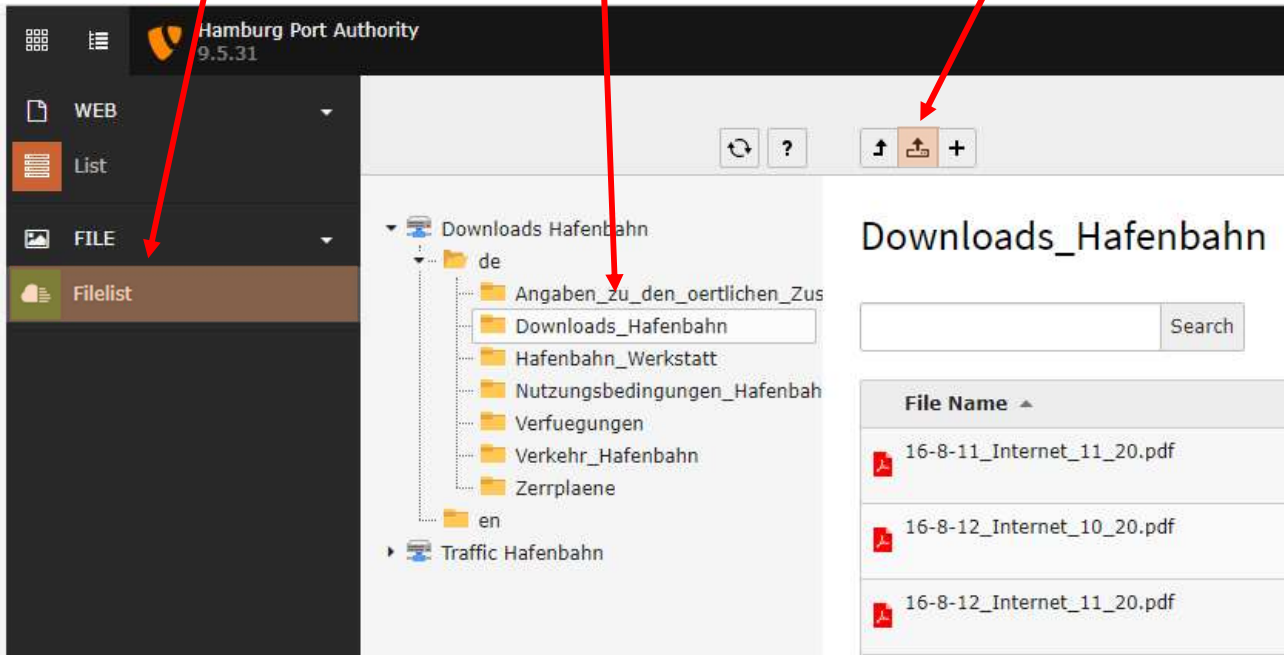 Hamburg Port Authority
9.5.31
WEB
List
FILE
Filelist
?
+
Downloads Hafenbahn
de
Angaben_zu_den_oertlichen_Zus
Downloads_Hafenbahn
Hafenbahn_Werkstatt
Nutzungsbedingungen_Hafenbah
Verfuegungen
Verkehr_Hafenbahn
Zerrplaene
en
Traffic Hafenbahn
Downloads_Hafenbahn
Search
File Name
16-8-11_Internet_11_20.pdf
16-8-12_Internet_10_20.pdf
16-8-12_Internet_11_20.pdf